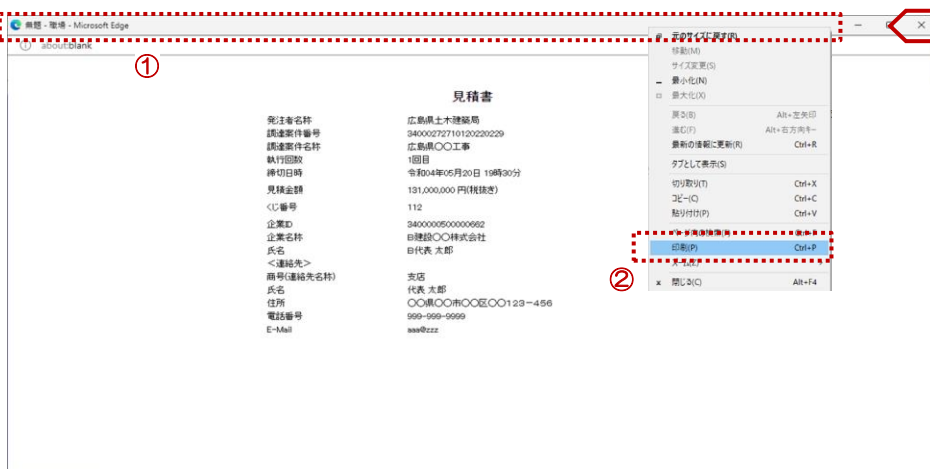 無題 - 職場 - Microsoft Edge
about:blank
①
見積書
発注者名称 広島県土木建築局
調達案件番号 34000272710120220229
調達案件名称 広島県〇〇工事
執行回数 1回目
締切日時 令和04年05月20日 19時30分
見積金額 131,000,000 円(税抜き)
くじ番号 112
企業ID 3400000500000662
企業名称 B建設〇〇株式会社
氏名 B代表 太郎
<連絡先>
商号(連絡先名称) 支店
氏名 代表 太郎
住所 〇〇県〇〇市〇〇区〇〇123-456
電話番号 999-999-9999
E-Mail aaa@zzz
元のサイズに戻す(R)
移動(M)
サイズ変更(S)
最小化(N)
最大化(X)
戻る(B) Alt+左矢印
進む(F) Alt+右方向キー
最新の情報に更新(R) Ctrl+R
タブとして表示(S)
切り取り(T) Ctrl+X
コピー(C) Ctrl+C
貼り付け(P) Ctrl+V
印刷(P) Ctrl+P
②
閉じる(C) Alt+F4